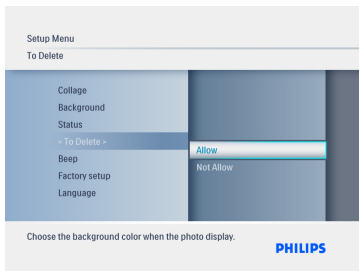 Setup Menu
To Delete
Collage
Background
Status
< To Delete >
Beep
Factory setup
Language
Allow
Not Allow
Choose the background color when the photo display.
PHILIPS